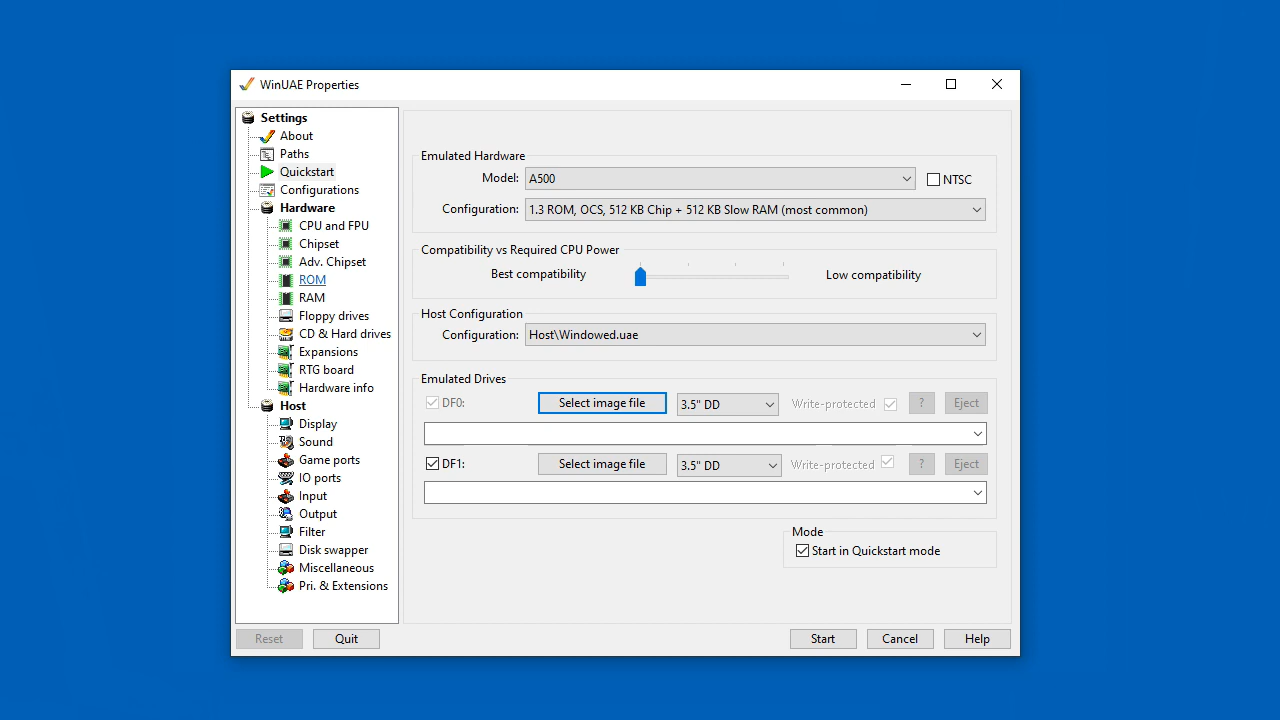 WinUAE Properties
Settings
About
Paths
Quickstart
Configurations
Hardware
CPU and FPU
Chipset
Adv. Chipset
ROM
RAM
Floppy drives
CD & Hard drives
Expansions
RTG board
Hardware info
Host
Display
Sound
Game ports
IO ports
Input
Output
Filter
Disk swapper
Miscellaneous
Pri. & Extensions
Emulated Hardware
Model: A500 NTSC
Configuration: 1.3 ROM, OCS, 512 KB Chip + 512 KB Slow RAM (most common)
Compatibility vs Required CPU Power
Best compatibility Low compatibility
Host Configuration
Configuration: Host\Windowed.uae
Emulated Drives
DF0: Select image file 3.5" DD Write-protected ? Eject
DF1: Select image file 3.5" DD Write-protected ? Eject
Mode
Start in Quickstart mode
Reset Quit Start Cancel Help